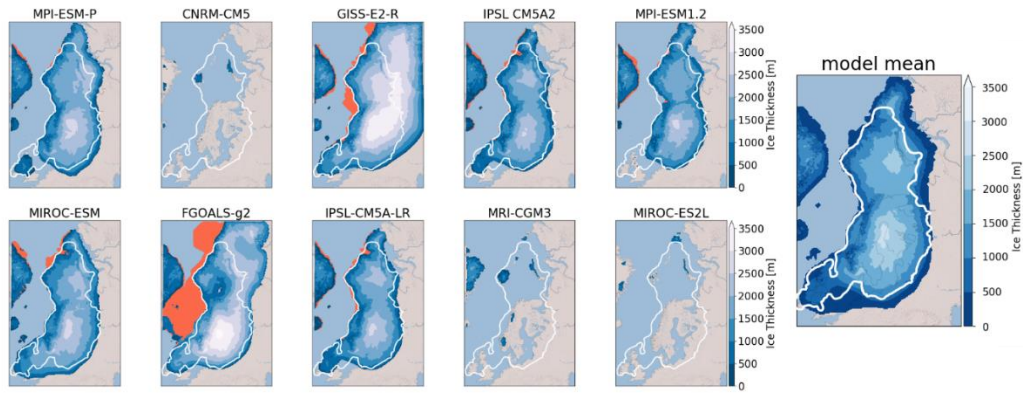 MPI-ESM-P
CNRM-CM5
GISS-E2-R
IPSL CM5A2
MPI-ESM1.2
3500
3000
2500
2000
1500
1000
500
0
Ice Thickness [m]
MIROC-ESM
FGOALS-g2
IPSL-CM5A-LR
MRI-CGM3
MIROC-ES2L
3500
3000
2500
2000
1500
1000
500
0
Ice Thickness [m]
model mean
3500
3000
2500
2000
1500
1000
500
0
Ice Thickness [m]